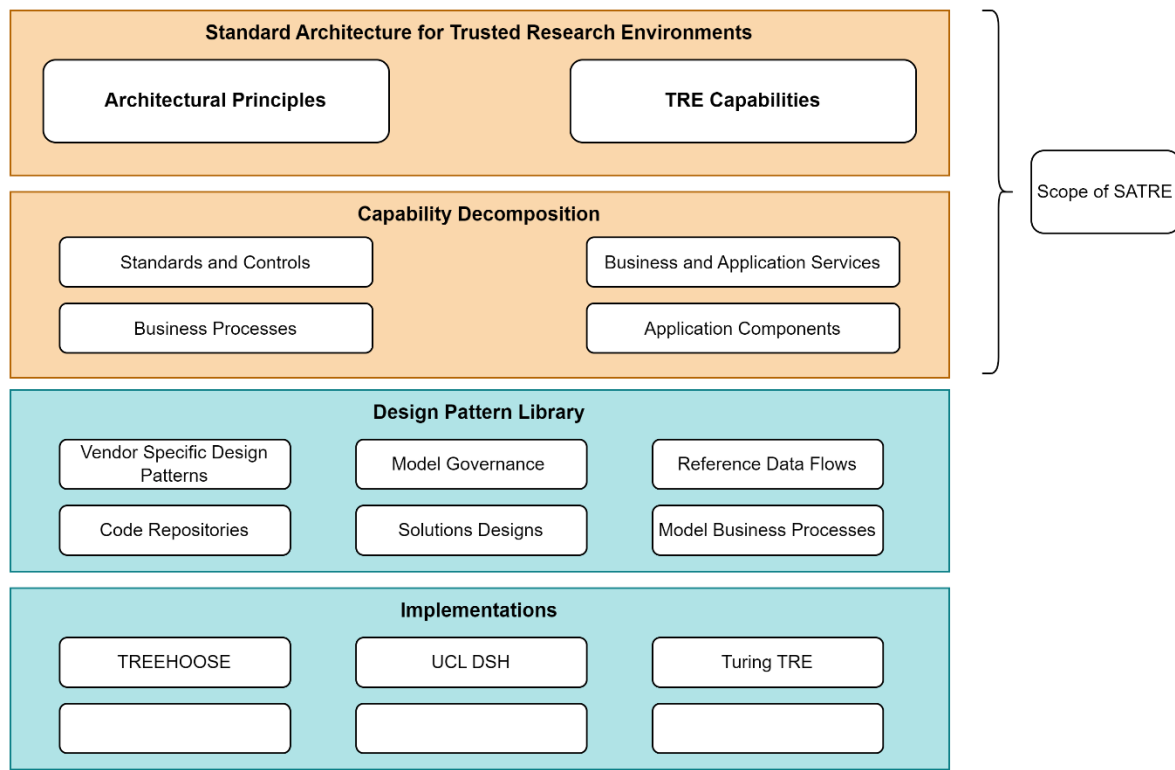 Standard Architecture for Trusted Research Environments
Architectural Principles
TRE Capabilities
Scope of SATRE
Capability Decomposition
Standards and Controls
Business and Application Services
Business Processes
Application Components
Design Pattern Library
Vendor Specific Design
Patterns
Model Governance
Reference Data Flows
Code Repositories
Solutions Designs
Model Business Processes
Implementations
TREEHOOSE
UCL DSH
Turing TRE